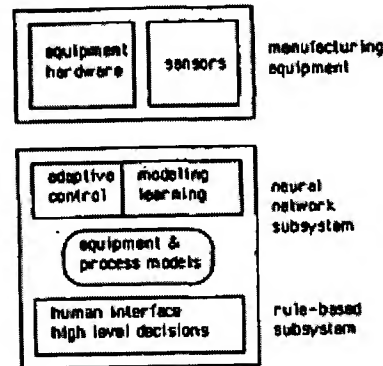 equipment
hardware
sensors
manufacturing
equipment
adaptive
control
modeling
learning
neural
network
subsystem
equipment &
process models
human interface
high level decisions
rule-based
subsystem